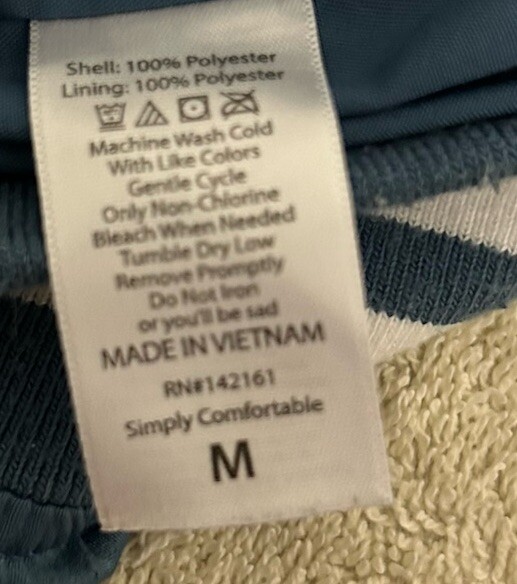 Shell: 100% Polyester
Lining: 100% Polyester
Machine Wash Cold
With Like Colors
Gentle Cycle
Only Non-Chlorine
Bleach When Needed
Tumble Dry Low
Remove Promptly
Do Not Iron
or you'll be sad
MADE IN VIETNAM
RN#142161
Simply Comfortable
M